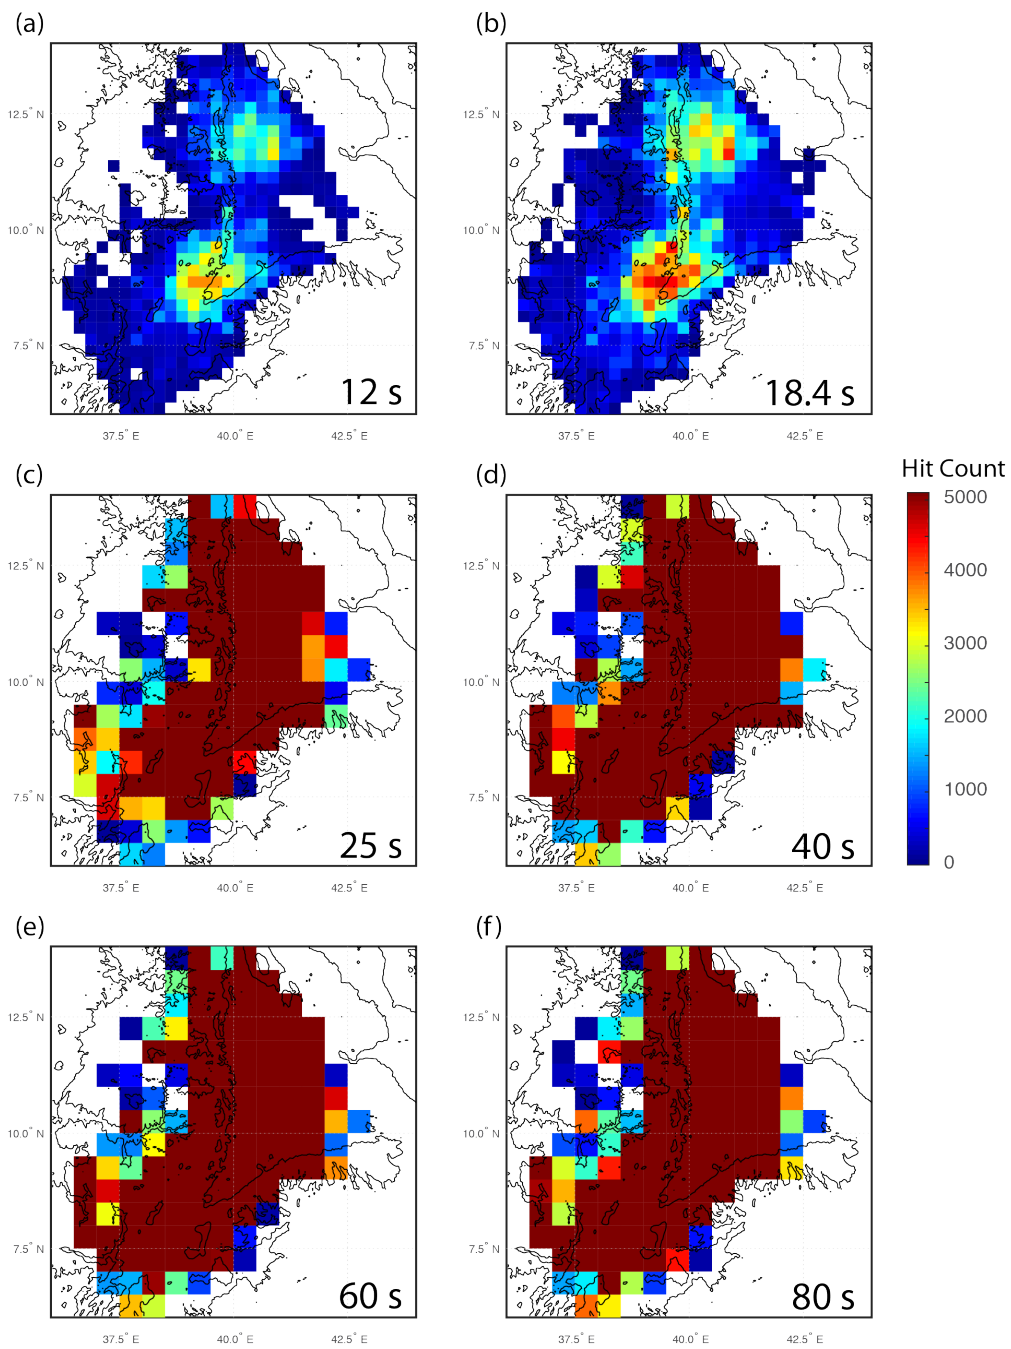 (a)
(b)
12.5° N
10.0° N
7.5° N
12 s
18.4 s
37.5° E
40.0° E
42.5° E
37.5° E
40.0° E
42.5° E
(c)
(d)
Hit Count
5000
4000
3000
2000
1000
0
12.5° N
10.0° N
7.5° N
25 s
40 s
37.5° E
40.0° E
42.5° E
37.5° E
40.0° E
42.5° E
(e)
(f)
12.5° N
10.0° N
7.5° N
60 s
80 s
37.5° E
40.0° E
42.5° E
37.5° E
40.0° E
42.5° E
12.5° N
10.0° N
7.5° N
12.5° N
10.0° N
7.5° N
12.5° N
10.0° N
7.5° N